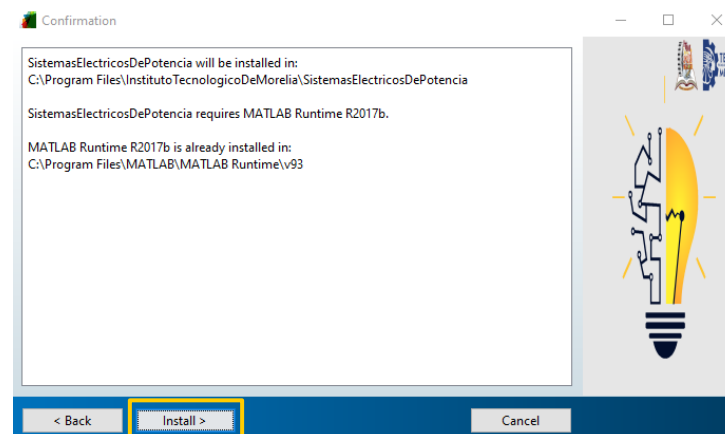 Confirmation
SistemasElectricosDePotencia will be installed in:
C:\Program Files\InstitutoTecnologicoDeMorelia\SistemasElectricosDePotencia
SistemasElectricosDePotencia requires MATLAB Runtime R2017b.
MATLAB Runtime R2017b is already installed in:
C:\Program Files\MATLAB\MATLAB Runtime\v93
< Back
Install >
Cancel